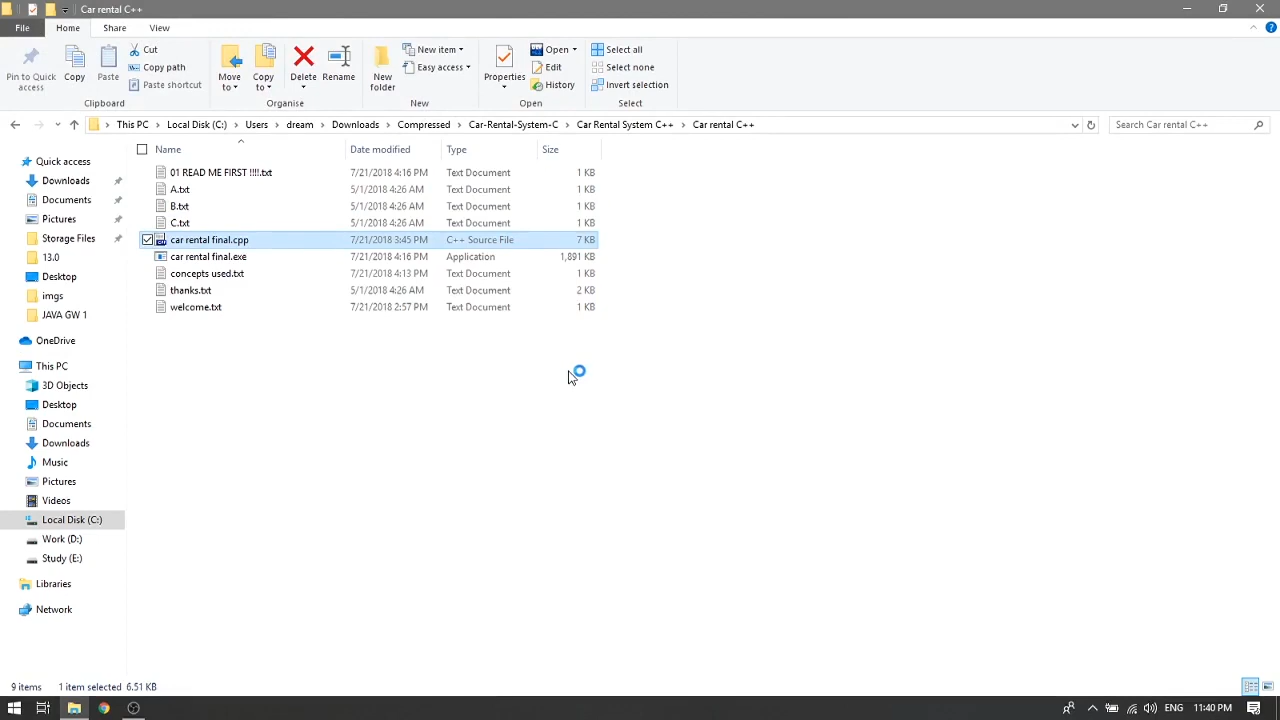 Car rental C++
File Home Share View
Pin to Quick access
Copy
Paste
Cut
Copy path
Paste shortcut
Clipboard
Move to
Copy to
Delete
Rename
Organise
New folder
New item
Easy access
New
Properties
Open
Edit
History
Open
Select all
Select none
Invert selection
Select
This PC > Local Disk (C:) > Users > dream > Downloads > Compressed > Car-Rental-System-C > Car Rental System C++ > Car rental C++
Search Car rental C++
Name Date modified Type Size
01 READ ME FIRST !!!!.txt 7/21/2018 4:16 PM Text Document 1 KB
A.txt 5/1/2018 4:26 AM Text Document 1 KB
B.txt 5/1/2018 4:26 AM Text Document 1 KB
C.txt 5/1/2018 4:26 AM Text Document 1 KB
car rental final.cpp 7/21/2018 3:45 PM C++ Source File 7 KB
car rental final.exe 7/21/2018 4:16 PM Application 1,891 KB
concepts used.txt 7/21/2018 4:13 PM Text Document 1 KB
thanks.txt 5/1/2018 4:26 AM Text Document 2 KB
welcome.txt 7/21/2018 2:57 PM Text Document 1 KB
Quick access
Downloads
Documents
Pictures
Storage Files
13.0
Desktop
imgs
JAVA GW 1
OneDrive
This PC
3D Objects
Desktop
Documents
Downloads
Music
Pictures
Videos
Local Disk (C:)
Work (D:)
Study (E:)
Libraries
Network
9 items 1 item selected 6.51 KB
ENG 11:40 PM